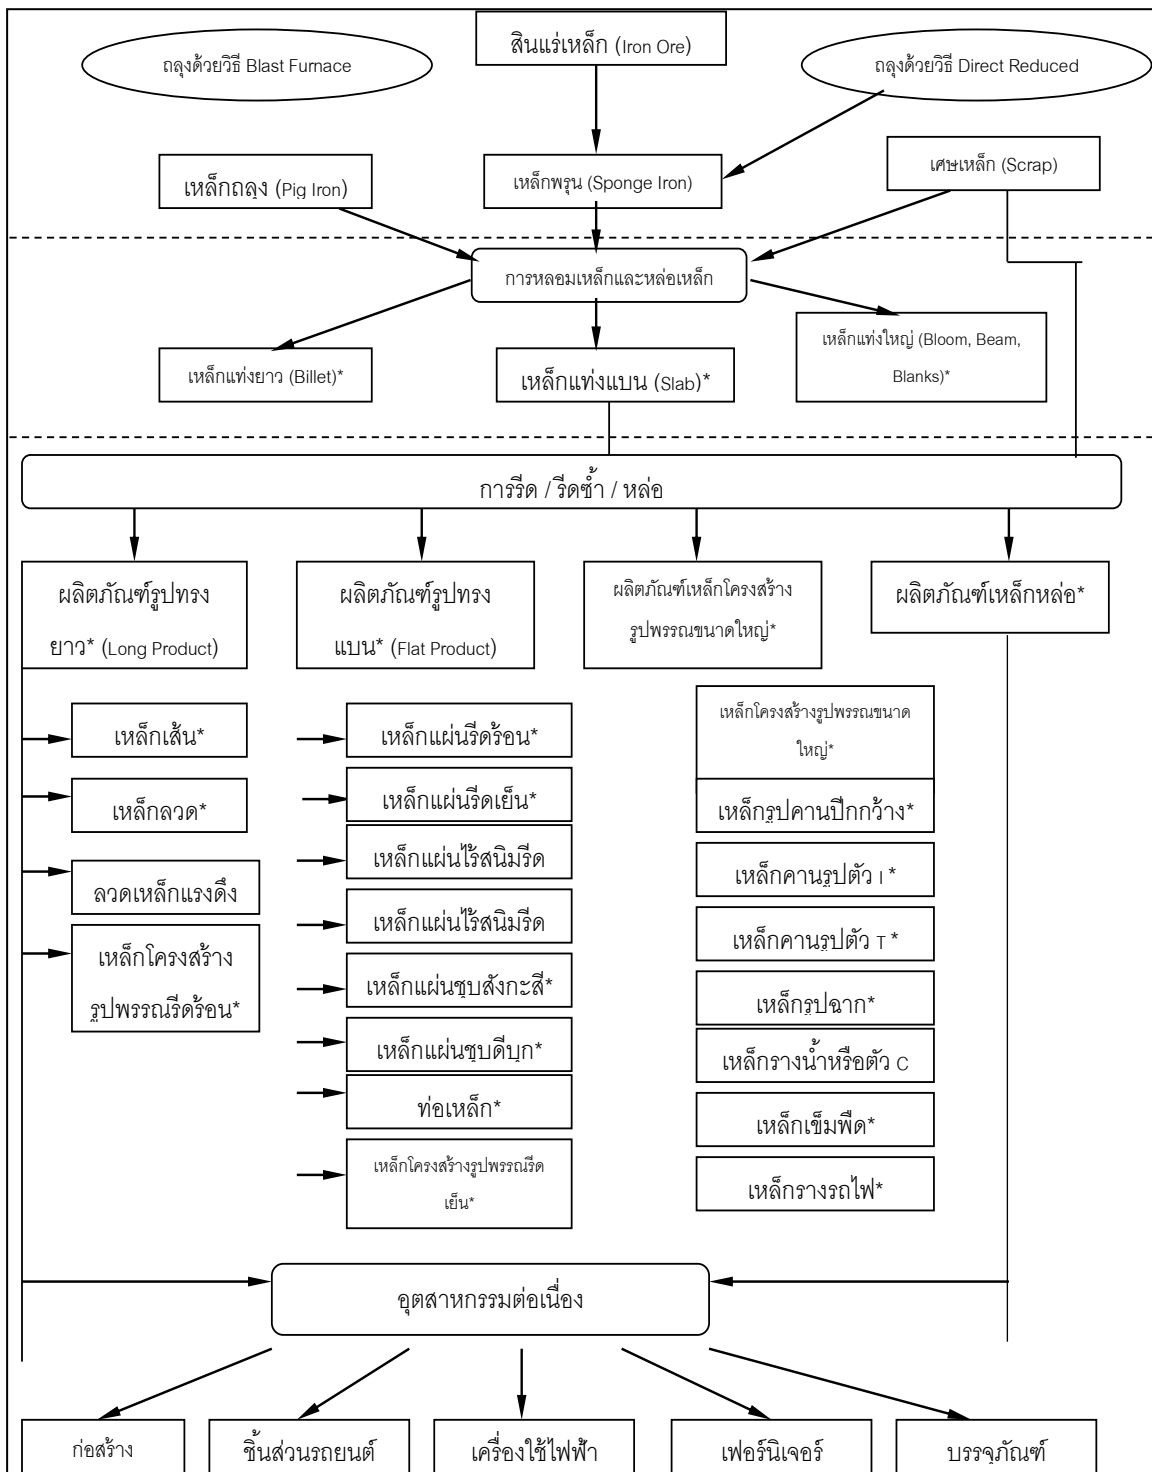 สินแร่เหล็ก (Iron Ore)
ถลุงด้วยวิธี Blast Furnace
ถลุงด้วยวิธี Direct Reduced
เหล็กถลุง (Pig Iron)
เหล็กพรุน (Sponge Iron)
เศษเหล็ก (Scrap)
การหลอมเหล็กและหล่อเหล็ก
เหล็กแท่งยาว (Billet)*
เหล็กแท่งแบน (Slab)*
เหล็กแท่งใหญ่ (Bloom, Beam,
Blanks)*
การรีด / รีดซ้ำ / หล่อ
ผลิตภัณฑ์รูปทรง
ยาว* (Long Product)
ผลิตภัณฑ์รูปทรง
แบน* (Flat Product)
ผลิตภัณฑ์เหล็กโครงสร้าง
รูปพรรณขนาดใหญ่*
ผลิตภัณฑ์เหล็กหล่อ*
เหล็กเส้น*
เหล็กลวด*
ลวดเหล็กแรงดึง
เหล็กโครงสร้าง
รูปพรรณรีดร้อน*
เหล็กแผ่นรีดร้อน*
เหล็กแผ่นรีดเย็น*
เหล็กแผ่นไร้สนิมรีด
เหล็กแผ่นไร้สนิมรีด
เหล็กแผ่นชุบสังกะสี*
เหล็กแผ่นชุบดีบุก*
ท่อเหล็ก*
เหล็กโครงสร้างรูปพรรณรีด
เย็น*
เหล็กโครงสร้างรูปพรรณขนาด
ใหญ่*
เหล็กรูปคานปีกกว้าง*
เหล็กคานรูปตัว I *
เหล็กคานรูปตัว T *
เหล็กรูปฉาก*
เหล็กรางน้ำหรือตัว C
เหล็กเข็มพืด*
เหล็กรางรถไฟ*
อุตสาหกรรมต่อเนื่อง
ก่อสร้าง
ชิ้นส่วนรถยนต์
เครื่องใช้ไฟฟ้า
เฟอร์นิเจอร์
บรรจุภัณฑ์